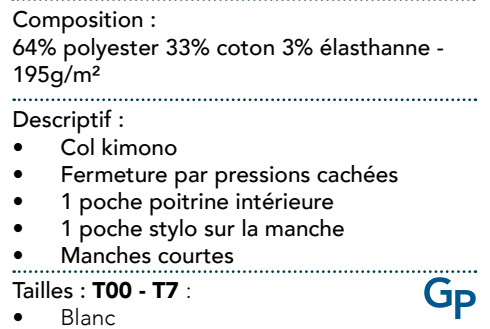 Composition :
64% polyester 33% coton 3% élasthanne -
195g/m²
Descriptif :
• Col kimono
• Fermeture par pressions cachées
• 1 poche poitrine intérieure
• 1 poche stylo sur la manche
• Manches courtes
Tailles : T00 - T7 :
• Blanc
Gp